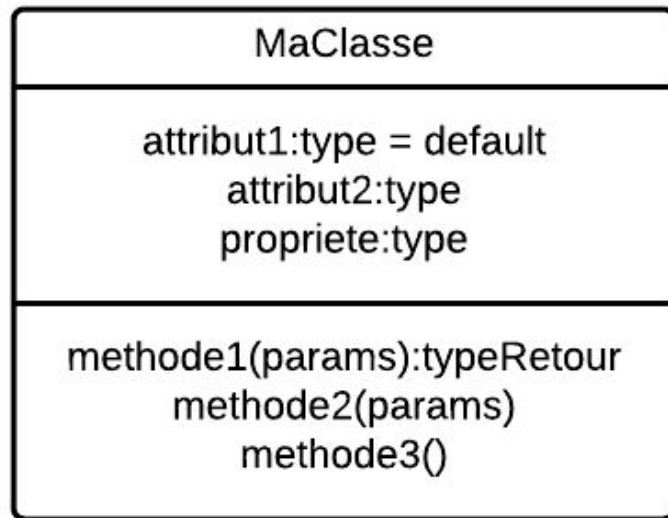 MaClasse
attribut1:type = default
attribut2:type
propriete:type
methode1(params):typeRetour
methode2(params)
methode3()